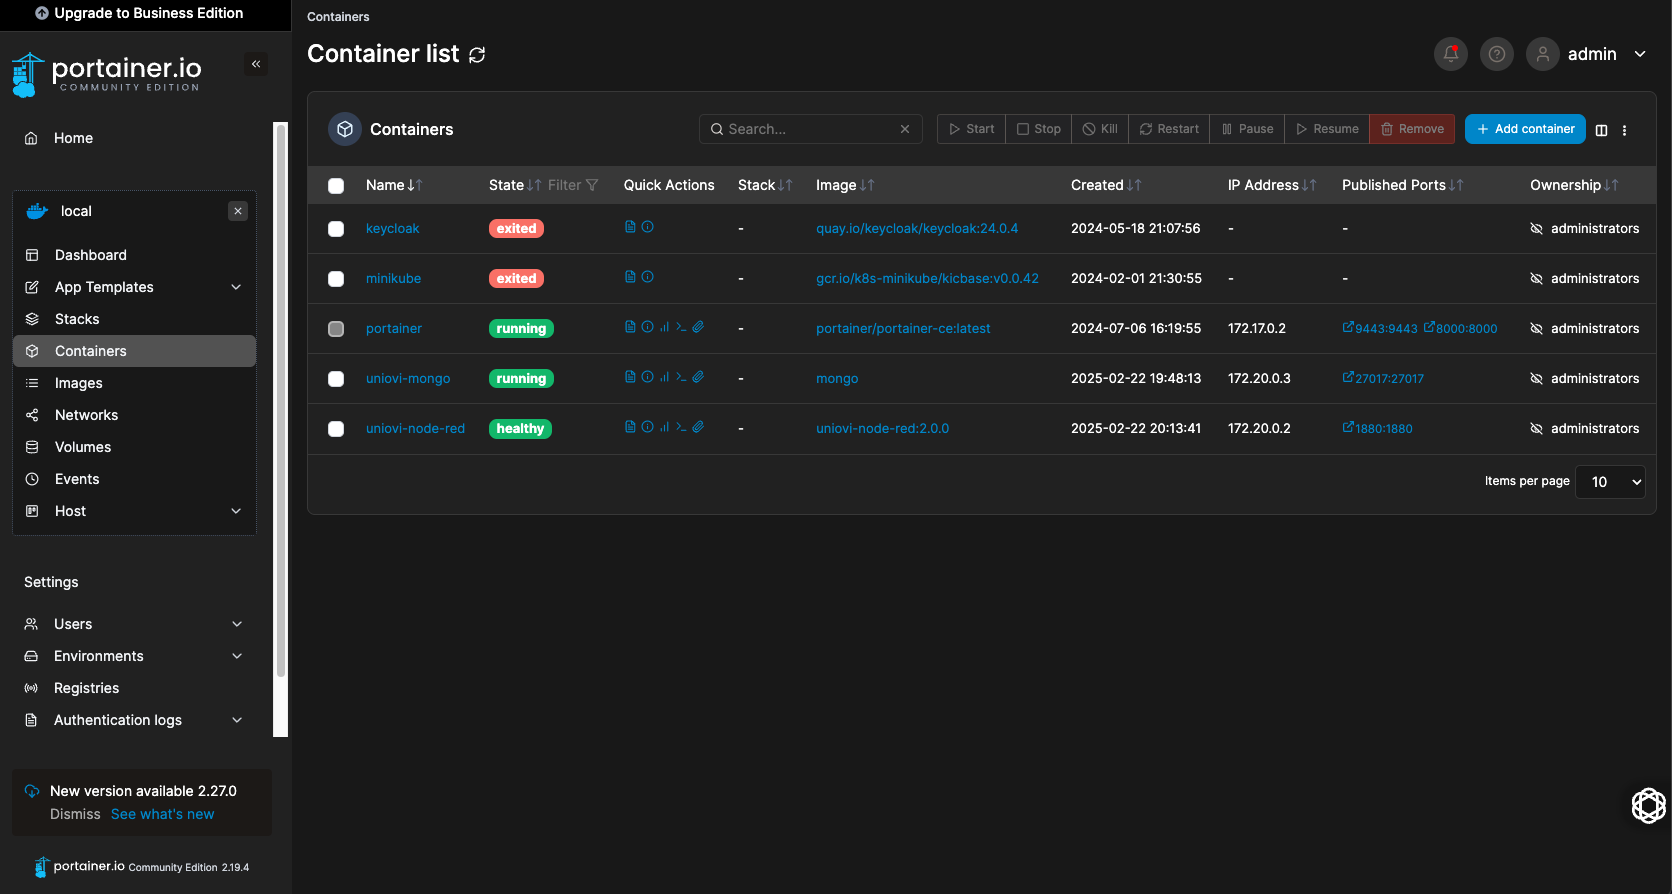 Upgrade to Business Edition
portainer.io
COMMUNITY EDITION
Home
local
Dashboard
App Templates
Stacks
Containers
Images
Networks
Volumes
Events
Host
Settings
Users
Environments
Registries
Authentication logs
New version available 2.27.0
Dismiss See what's new
portainer.io Community Edition 2.19.4
Containers
Container list
admin
Containers
Search...
Start Stop Kill Restart Pause Resume Remove Add container
Name State Filter Quick Actions Stack Image Created IP Address Published Ports Ownership
keycloak exited - quay.io/keycloak/keycloak:24.0.4 2024-05-18 21:07:56 - - administrators
minikube exited - gcr.io/k8s-minikube/kicbase:v0.0.42 2024-02-01 21:30:55 - - administrators
portainer running - portainer/portainer-ce:latest 2024-07-06 16:19:55 172.17.0.2 9443:9443 8000:8000 administrators
uniovi-mongo running - mongo 2025-02-22 19:48:13 172.20.0.3 27017:27017 administrators
uniovi-node-red healthy - uniovi-node-red:2.0.0 2025-02-22 20:13:41 172.20.0.2 1880:1880 administrators
Items per page 10